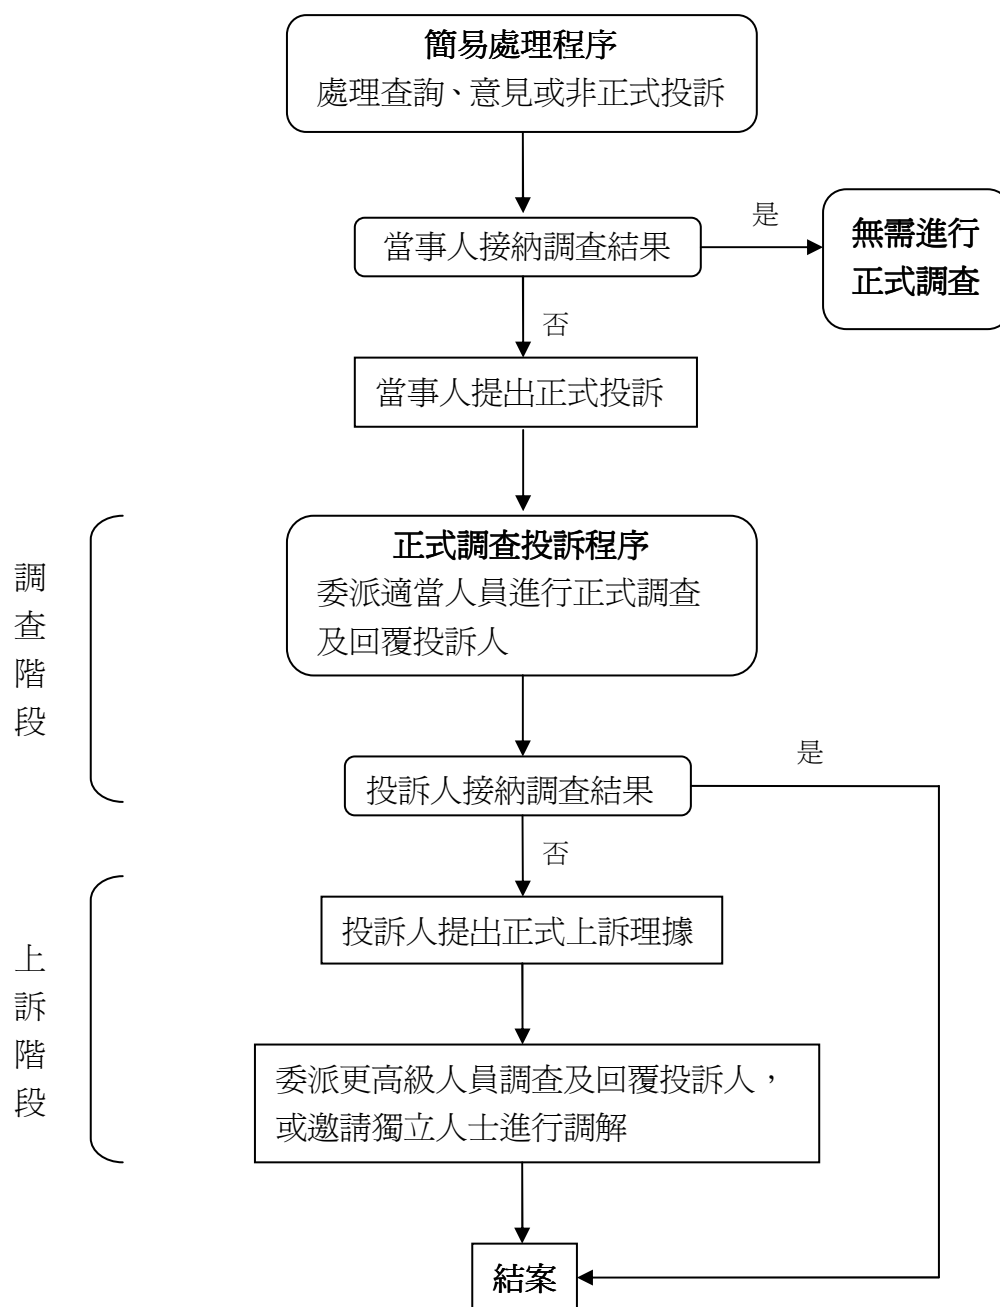 簡易處理程序
處理查詢、意見或非正式投訴
當事人接納調查結果
是
無需進行
正式調查
否
當事人提出正式投訴
調查階段
正式調查投訴程序
委派適當人員進行正式調查
及回覆投訴人
投訴人接納調查結果
是
否
上訴階段
投訴人提出正式上訴理據
委派更高級人員調查及回覆投訴人，
或邀請獨立人士進行調解
結案